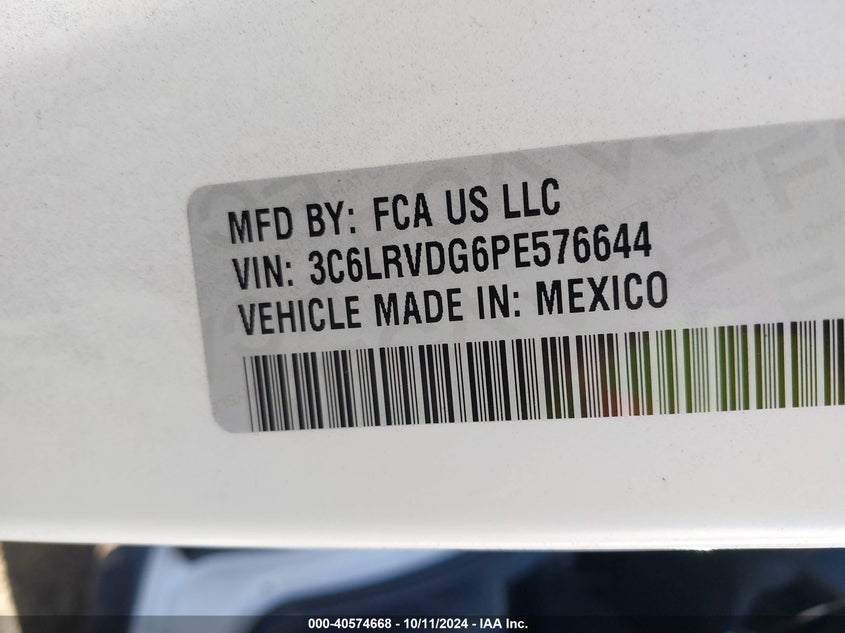 MFD BY: FCA US LLC
VIN: 3C6LRVDG6PE576644
VEHICLE MADE IN: MEXICO
000-40574668 - 10/11/2024 - IAA Inc.